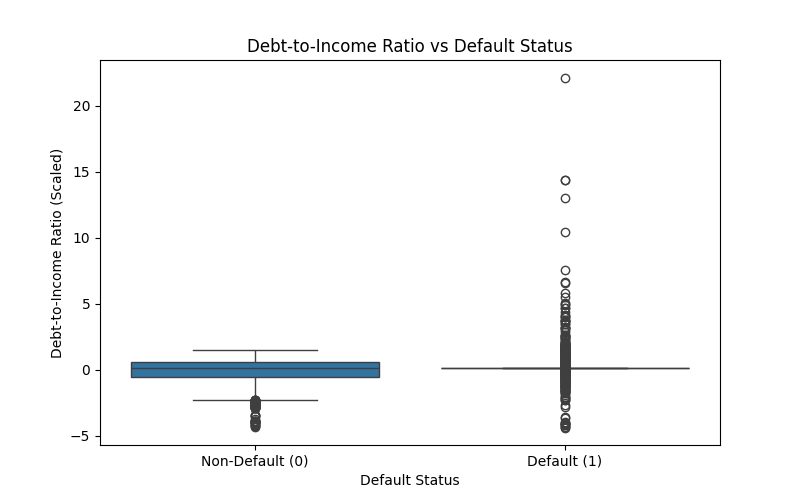 Debt-to-Income Ratio vs Default Status
Debt-to-Income Ratio (Scaled)
20
15
10
5
0
−5
Non-Default (0)
Default (1)
Default Status